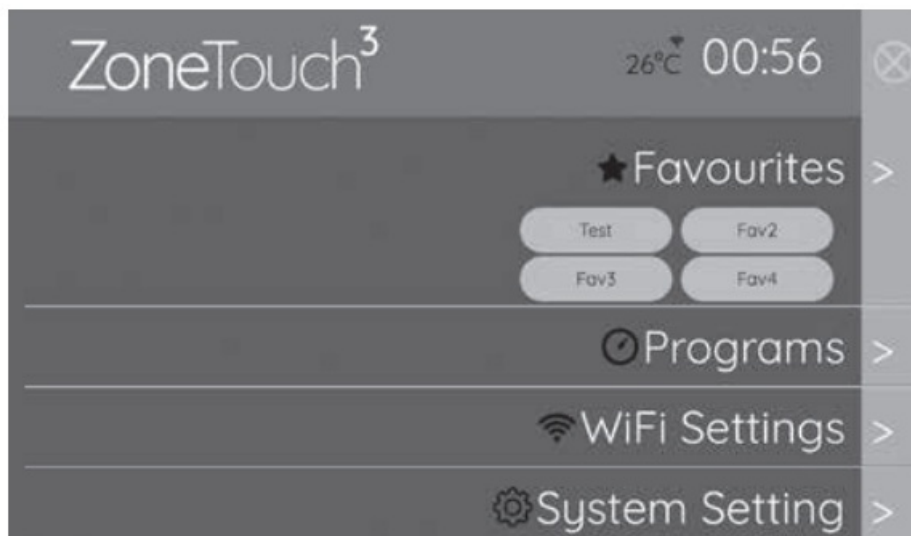 ZoneTouch³
26°C 00:56
Favourites >
Test Fav2
Fav3 Fav4
Programs >
WiFi Settings >
System Setting >